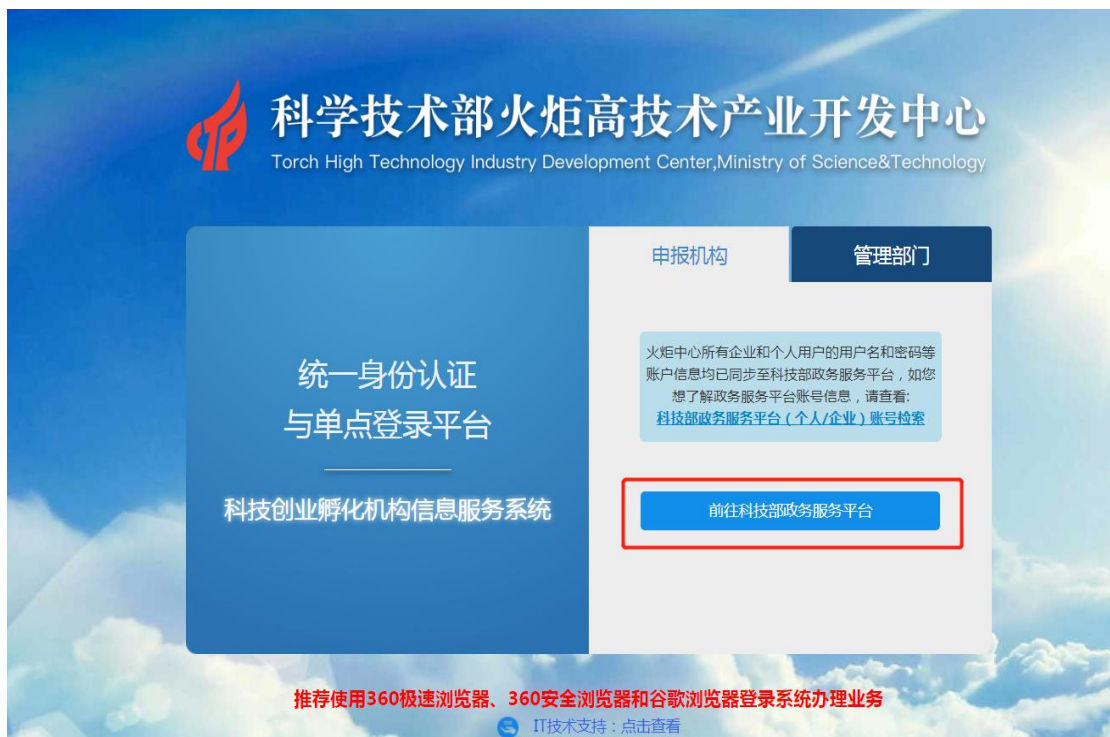 科学技术部火炬高技术产业开发中心
Torch High Technology Industry Development Center,Ministry of Science&Technology
申报机构
管理部门
统一身份认证
与单点登录平台
科技创业孵化机构信息服务系统
火炬中心所有企业和个人用户的用户名和密码等
账户信息均已同步至科技部政务服务平台，如您
想了解政务服务平台账号信息，请查看:
科技部政务服务平台（个人/企业）账号检索
前往科技部政务服务平台
推荐使用360极速浏览器、360安全浏览器和谷歌浏览器登录系统办理业务
IT技术支持：点击查看